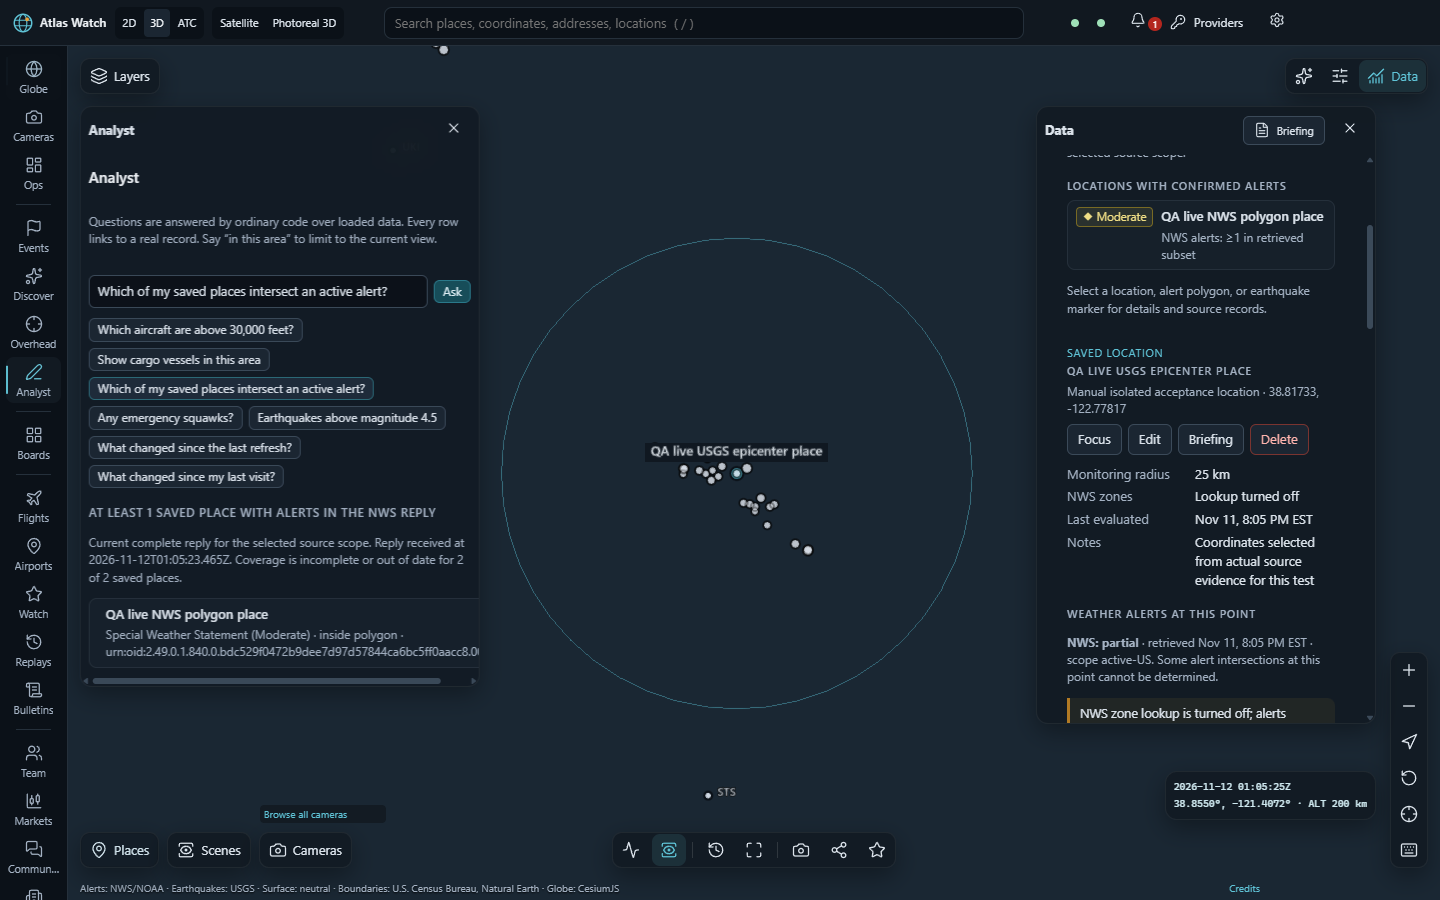 Atlas Watch
2D 3D ATC
Satellite Photoreal 3D
Search places, coordinates, addresses, locations ( / )
1
Providers
Globe
Cameras
Ops
Events
Discover
Overhead
Analyst
Boards
Flights
Airports
Watch
Replays
Bulletins
Team
Markets
Commun...
Layers
Data
Analyst
Analyst
Questions are answered by ordinary code over loaded data. Every row
links to a real record. Say “in this area” to limit to the current view.
Which of my saved places intersect an active alert?
Ask
Which aircraft are above 30,000 feet?
Show cargo vessels in this area
Which of my saved places intersect an active alert?
Any emergency squawks? Earthquakes above magnitude 4.5
What changed since the last refresh?
What changed since my last visit?
AT LEAST 1 SAVED PLACE WITH ALERTS IN THE NWS REPLY
Current complete reply for the selected source scope. Reply received at
2026-11-12T01:05:23.465Z. Coverage is incomplete or out of date for 2
of 2 saved places.
QA live NWS polygon place
Special Weather Statement (Moderate) · inside polygon ·
urn:oid:2.49.0.1.840.0.bdc529f0472b9dee7d97d57844ca6bc5ff0aacc8.00
QA live USGS epicenter place
STS
Data
Briefing
selected source scope.
LOCATIONS WITH CONFIRMED ALERTS
Moderate
QA live NWS polygon place
NWS alerts: ≥1 in retrieved
subset
Select a location, alert polygon, or earthquake
marker for details and source records.
SAVED LOCATION
QA LIVE USGS EPICENTER PLACE
Manual isolated acceptance location · 38.81733,
-122.77817
Focus Edit Briefing Delete
Monitoring radius 25 km
NWS zones Lookup turned off
Last evaluated Nov 11, 8:05 PM EST
Notes Coordinates selected
from actual source
evidence for this test
WEATHER ALERTS AT THIS POINT
NWS: partial · retrieved Nov 11, 8:05 PM EST ·
scope active-US. Some alert intersections at this
point cannot be determined.
NWS zone lookup is turned off; alerts
2026-11-12 01:05:25Z
38.8550°, -121.4072° · ALT 200 km
Browse all cameras
Places
Scenes
Cameras
Alerts: NWS/NOAA · Earthquakes: USGS · Surface: neutral · Boundaries: U.S. Census Bureau, Natural Earth · Globe: CesiumJS
Credits